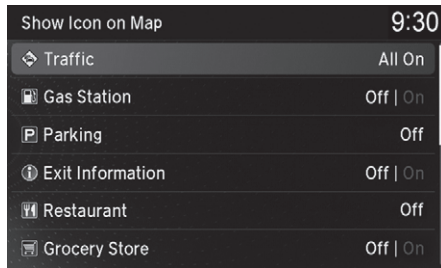 Show Icon on Map 9:30
Traffic All On
Gas Station Off | On
P Parking Off
Exit Information Off | On
Restaurant Off
Grocery Store Off | On